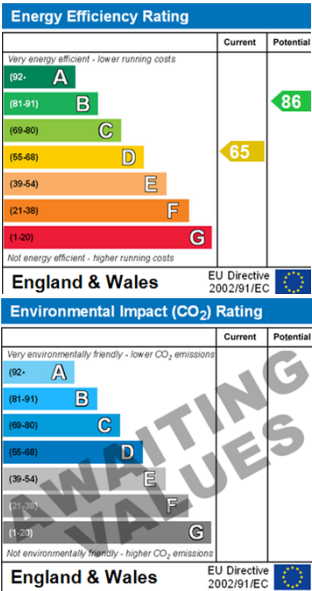 Energy Efficiency Rating
Current Potential
Very energy efficient - lower running costs
(92- A
(81-91) B
86
(69-80) C
(55-68) D
65
(39-54) E
(21-38) F
(1-20) G
Not energy efficient - higher running costs
England & Wales
EU Directive
2002/91/EC
Environmental Impact (CO2) Rating
Current Potential
Very environmentally friendly - lower CO2 emissions
(92- A
(81-91) B
(69-80) C
(55-68) D
(39-54) E
(21-38) F
(1-20) G
AWAITING
VALUES
Not environmentally friendly - higher CO2 emissions
England & Wales
EU Directive
2002/91/EC